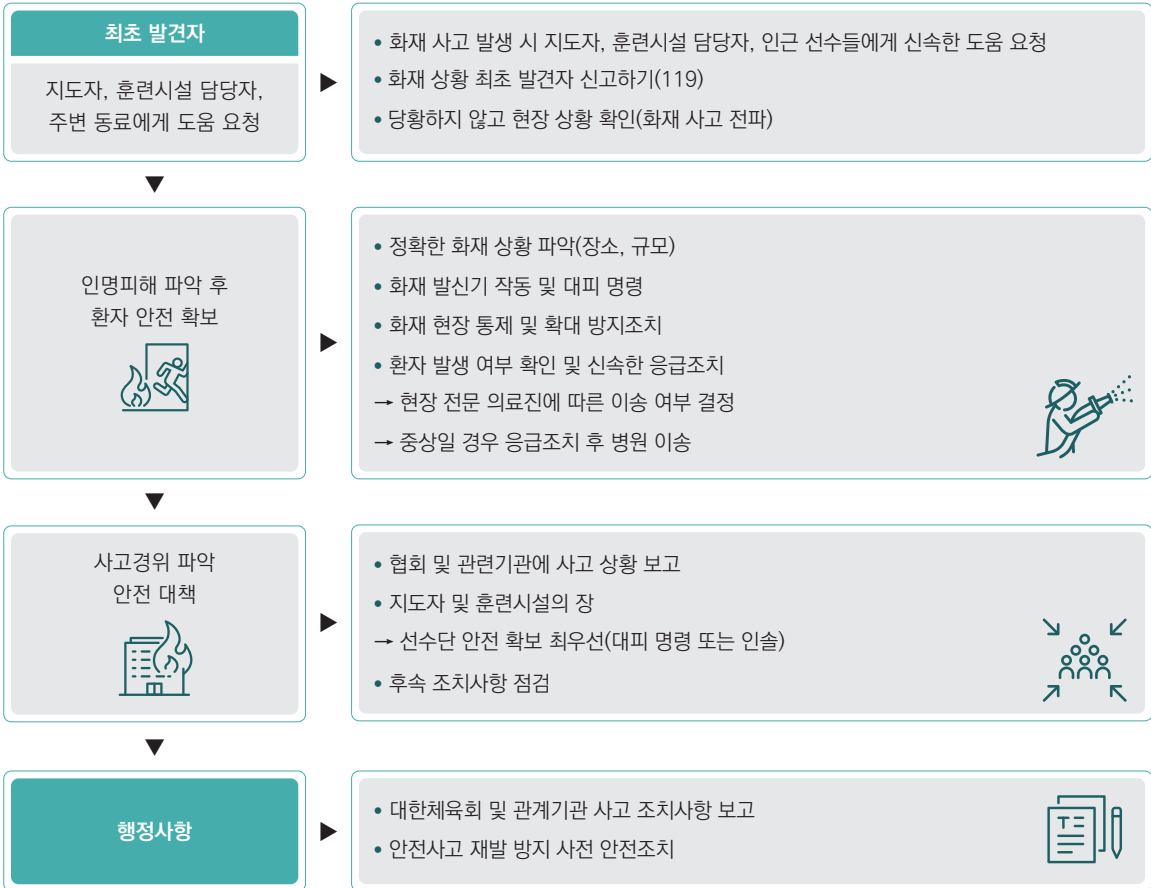 최초 발견자
지도자, 훈련시설 담당자,
주변 동료에게 도움 요청
• 화재 사고 발생 시 지도자, 훈련시설 담당자, 인근 선수들에게 신속한 도움 요청
• 화재 상황 최초 발견자 신고하기(119)
• 당황하지 않고 현장 상황 확인(화재 사고 전파)
인명피해 파악 후
환자 안전 확보
• 정확한 화재 상황 파악(장소, 규모)
• 화재 발신기 작동 및 대피 명령
• 화재 현장 통제 및 확대 방지조치
• 환자 발생 여부 확인 및 신속한 응급조치
→ 현장 전문 의료진에 따른 이송 여부 결정
→ 중상일 경우 응급조치 후 병원 이송
사고경위 파악
안전 대책
• 협회 및 관련기관에 사고 상황 보고
• 지도자 및 훈련시설의 장
→ 선수단 안전 확보 최우선(대피 명령 또는 인솔)
• 후속 조치사항 점검
행정사항
• 대한체육회 및 관계기관 사고 조치사항 보고
• 안전사고 재발 방지 사전 안전조치